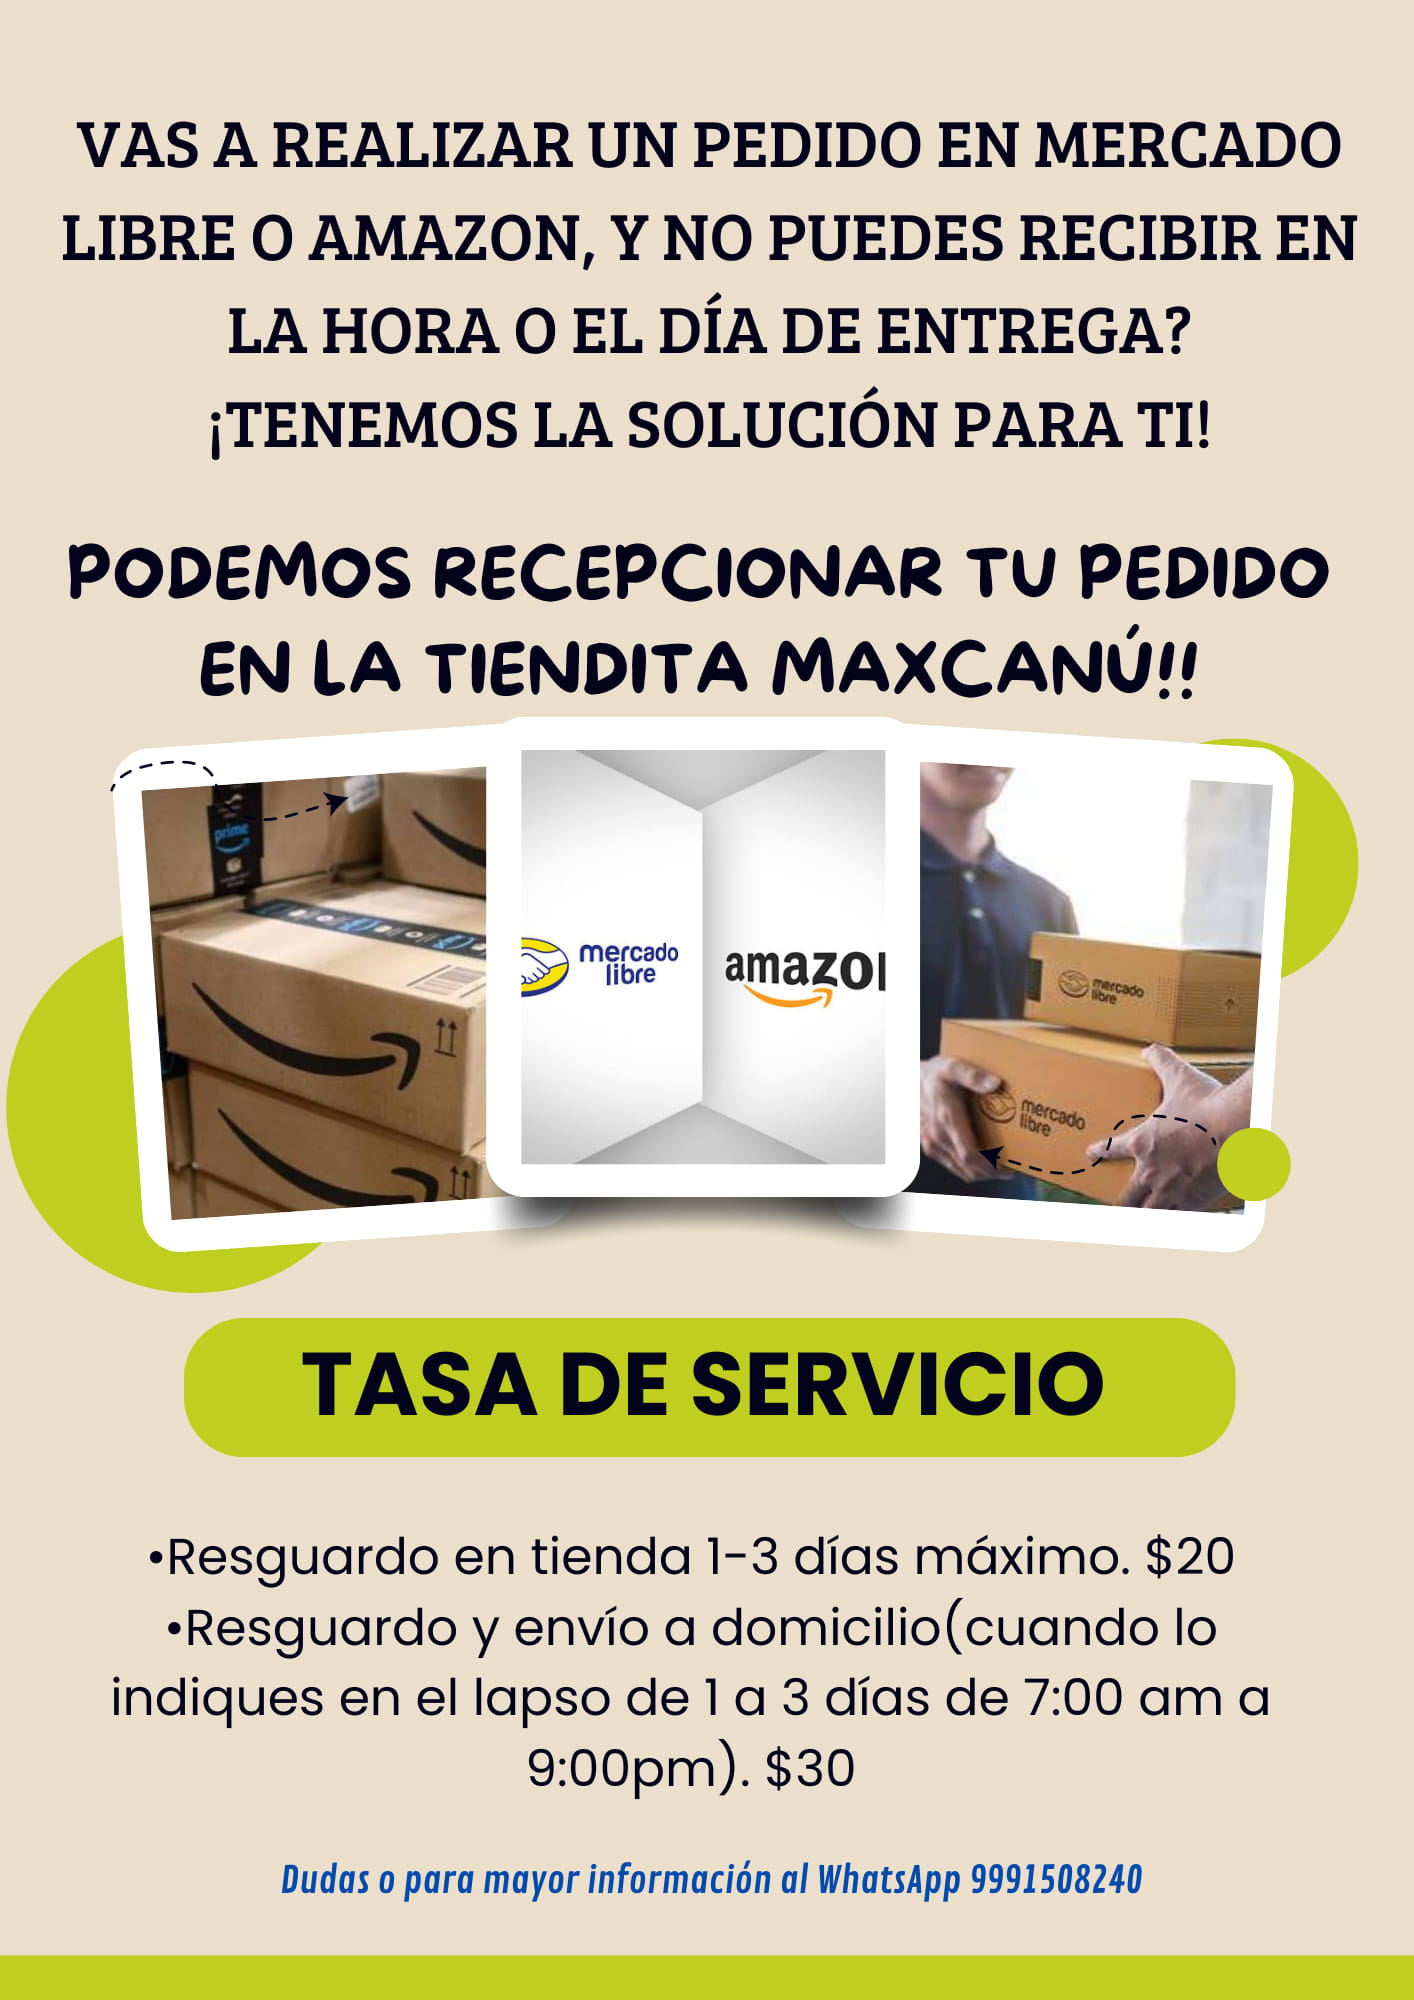 VAS A REALIZAR UN PEDIDO EN MERCADO
LIBRE O AMAZON, Y NO PUEDES RECIBIR EN
LA HORA O EL DÍA DE ENTREGA?
¡TENEMOS LA SOLUCIÓN PARA TI!
PODEMOS RECEPCIONAR TU PEDIDO
EN LA TIENDITA MAXCANÚ!!
prime
mercado
libre
amazon
mercado
libre
mercado
libre
TASA DE SERVICIO
•Resguardo en tienda 1-3 días máximo. $20
•Resguardo y envío a domicilio(cuando lo
indiques en el lapso de 1 a 3 días de 7:00 am a
9:00pm). $30
Dudas o para mayor información al WhatsApp 9991508240